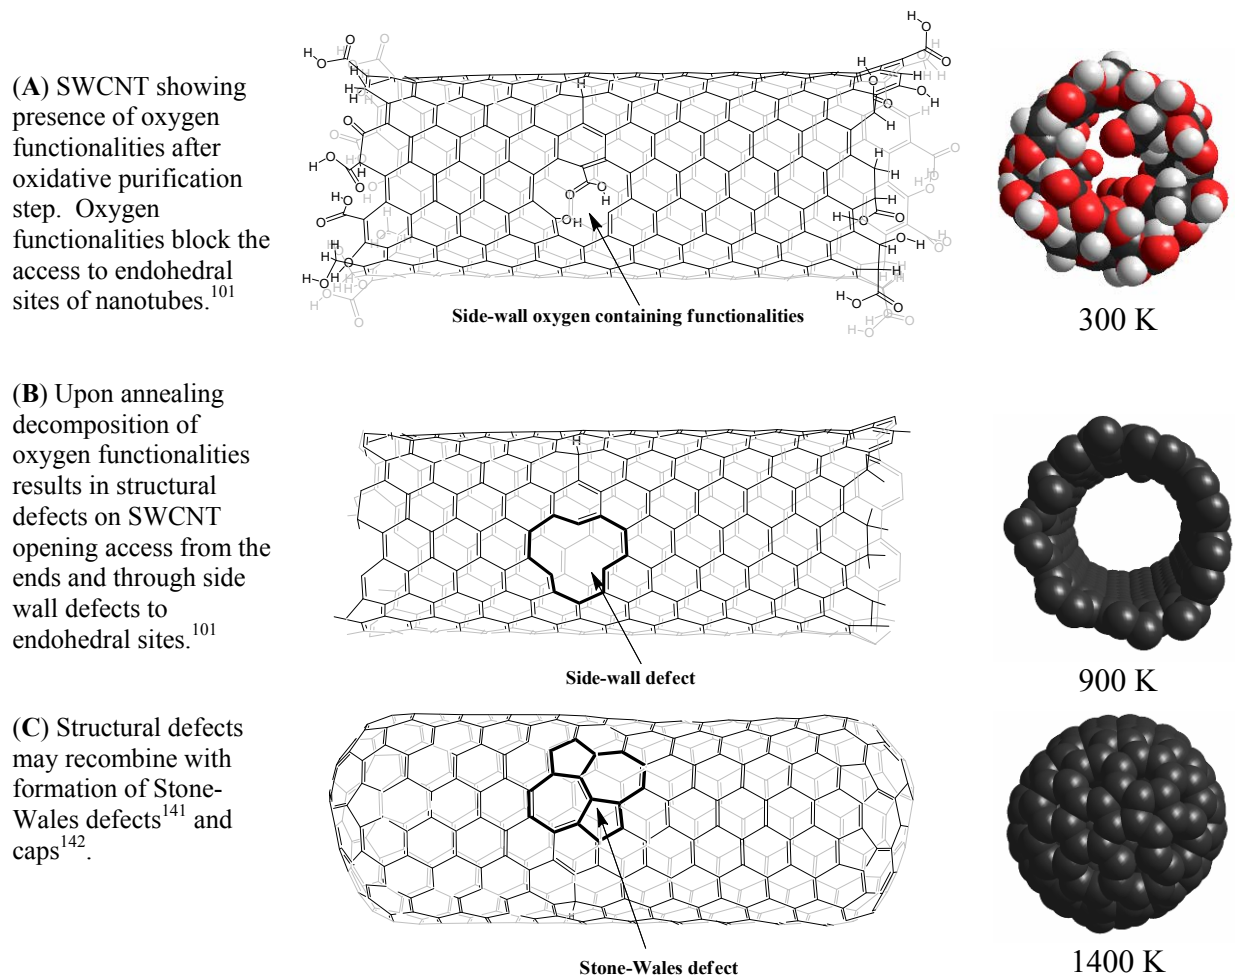 (A) SWCNT showing
presence of oxygen
functionalities after
oxidative purification
step. Oxygen
functionalities block the
access to endohedral
sites of nanotubes.101
Side-wall oxygen containing functionalities
300 K
(B) Upon annealing
decomposition of
oxygen functionalities
results in structural
defects on SWCNT
opening access from the
ends and through side
wall defects to
endohedral sites.101
Side-wall defect
900 K
(C) Structural defects
may recombine with
formation of Stone-
Wales defects141 and
caps142.
Stone-Wales defect
1400 K